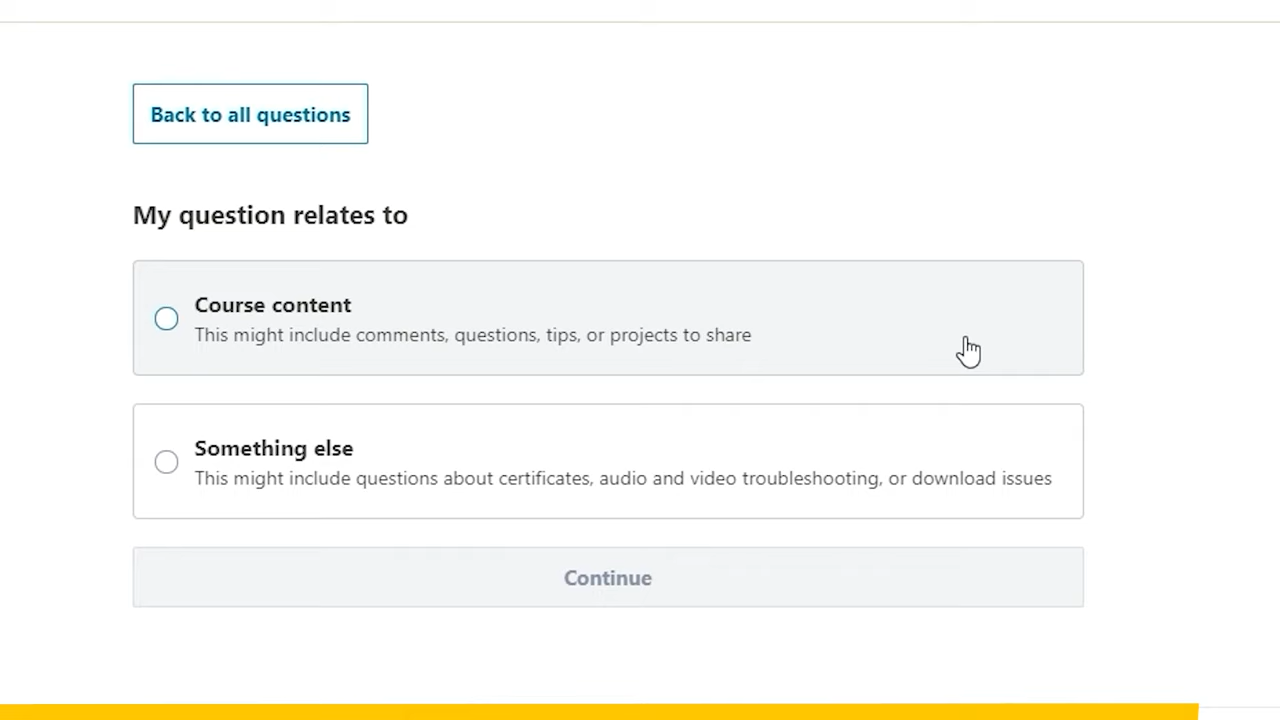 Back to all questions
My question relates to
Course content
This might include comments, questions, tips, or projects to share
Something else
This might include questions about certificates, audio and video troubleshooting, or download issues
Continue